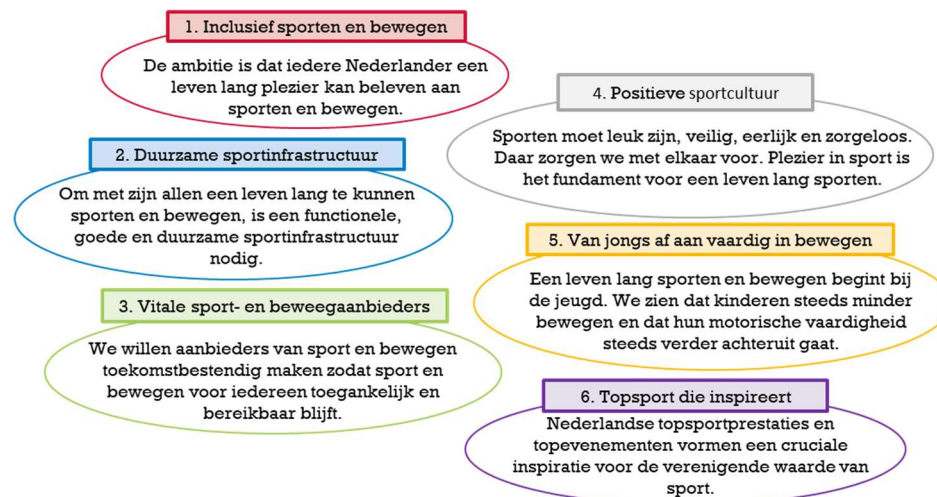 1. Inclusief sporten en bewegen
De ambitie is dat iedere Nederlander een
leven lang plezier kan beleven aan
sporten en bewegen.
2. Duurzame sportinfrastructuur
Om met zijn allen een leven lang te kunnen
sporten en bewegen, is een functionele,
goede en duurzame sportinfrastructuur
nodig.
3. Vitale sport- en beweegaanbieders
We willen aanbieders van sport en bewegen
toekomstbestendig maken zodat sport en
bewegen voor iedereen toegankelijk en
bereikbaar blijft.
4. Positieve sportcultuur
Sporten moet leuk zijn, veilig, eerlijk en zorgeloos.
Daar zorgen we met elkaar voor. Plezier in sport is
het fundament voor een leven lang sporten.
5. Van jongs af aan vaardig in bewegen
Een leven lang sporten en bewegen begint bij
de jeugd. We zien dat kinderen steeds minder
bewegen en dat hun motorische vaardigheid
steeds verder achteruit gaat.
6. Topsport die inspireert
Nederlandse topsportprestaties en
topevenementen vormen een cruciale
inspiratie voor de verenigende waarde van
sport.